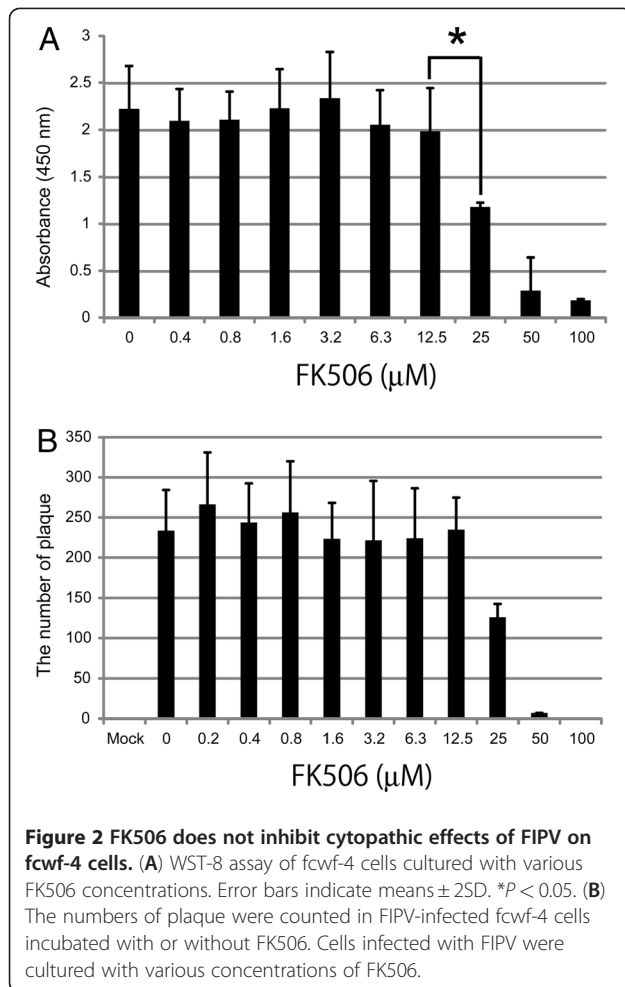 A
3
2.5
2
1.5
1
0.5
0
Absorbance (450 nm)
*
0 0.4 0.8 1.6 3.2 6.3 12.5 25 50 100
FK506 (μM)
B
350
300
250
200
150
100
50
0
The number of plaque
Mock 0 0.2 0.4 0.8 1.6 3.2 6.3 12.5 25 50 100
FK506 (μM)
Figure 2 FK506 does not inhibit cytopathic effects of FIPV on
fcwf-4 cells. (A) WST-8 assay of fcwf-4 cells cultured with various
FK506 concentrations. Error bars indicate means ± 2SD. *P < 0.05. (B)
The numbers of plaque were counted in FIPV-infected fcwf-4 cells
incubated with or without FK506. Cells infected with FIPV were
cultured with various concentrations of FK506.